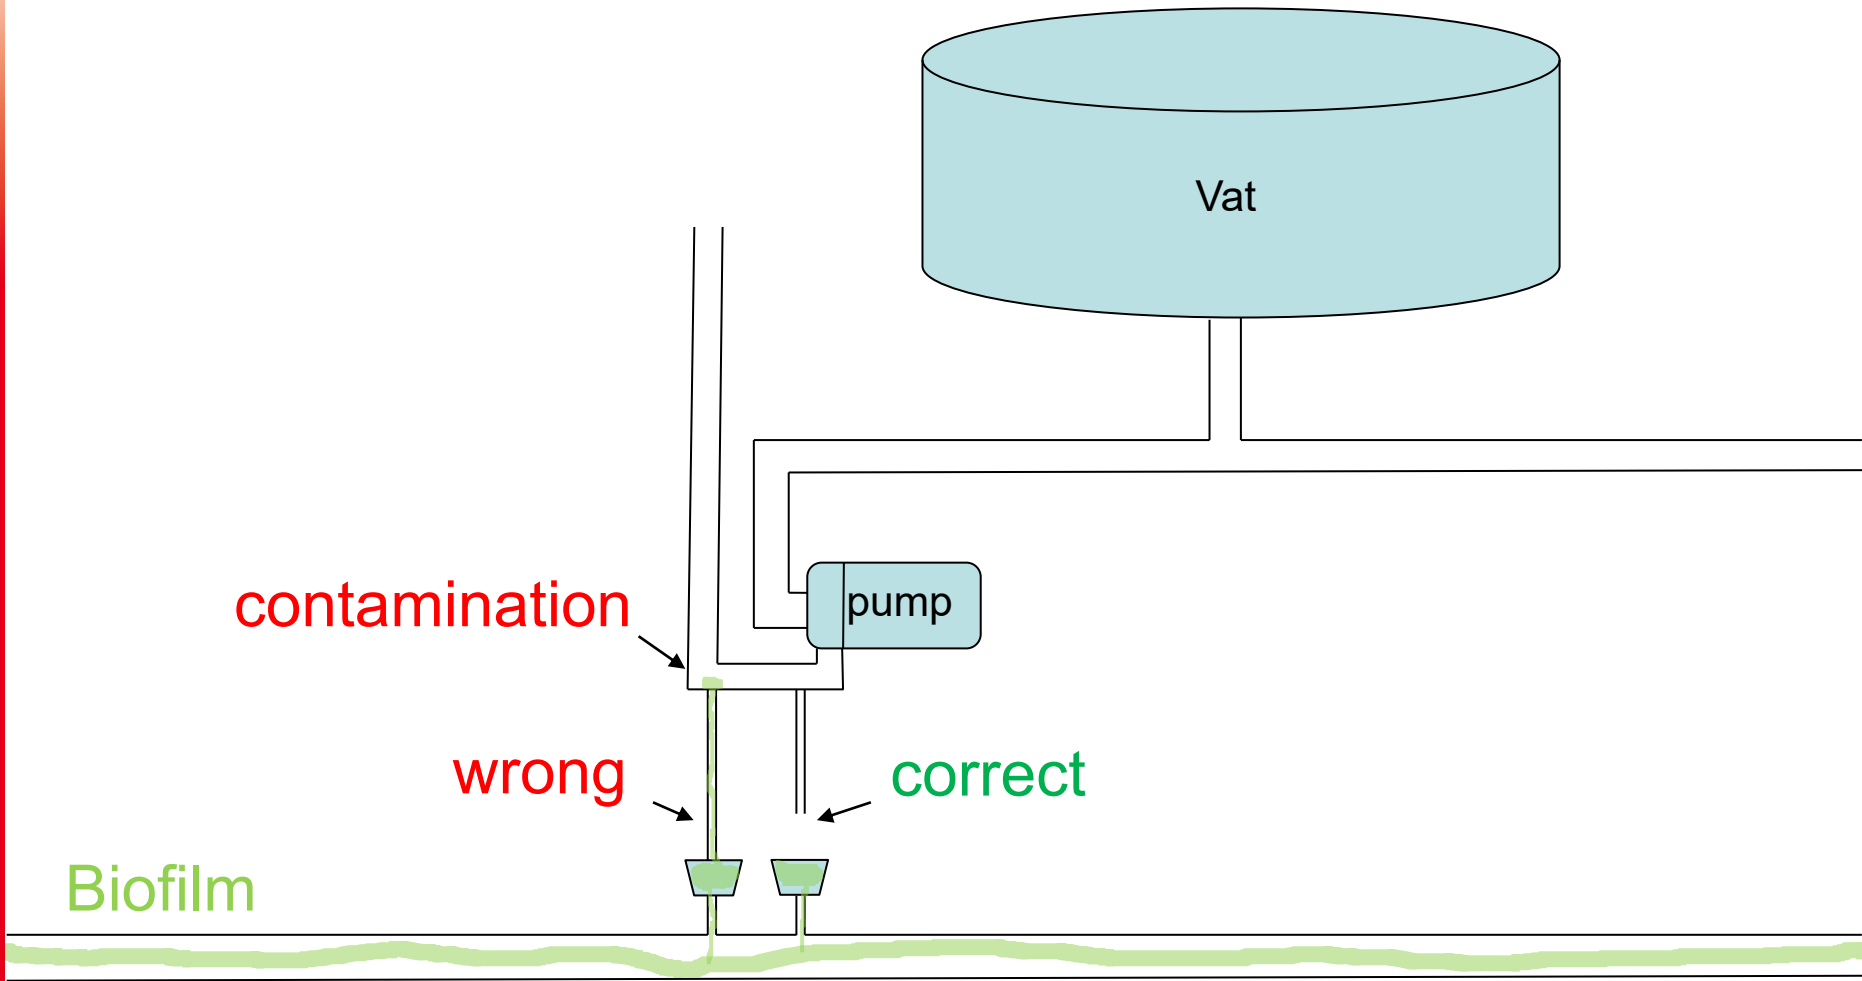 Vat
contamination
pump
wrong
correct
Biofilm